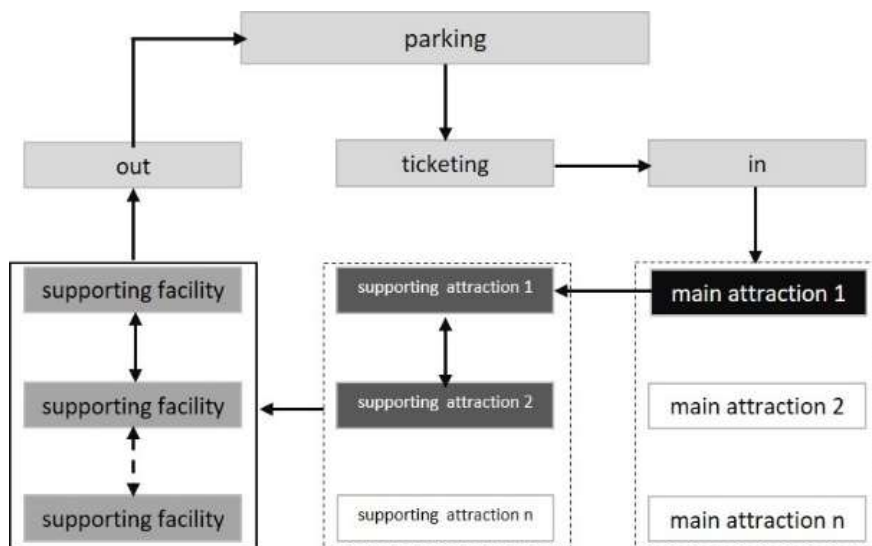 parking
out
ticketing
in
supporting facility
supporting attraction 1
main attraction 1
supporting facility
supporting attraction 2
main attraction 2
supporting facility
supporting attraction n
main attraction n